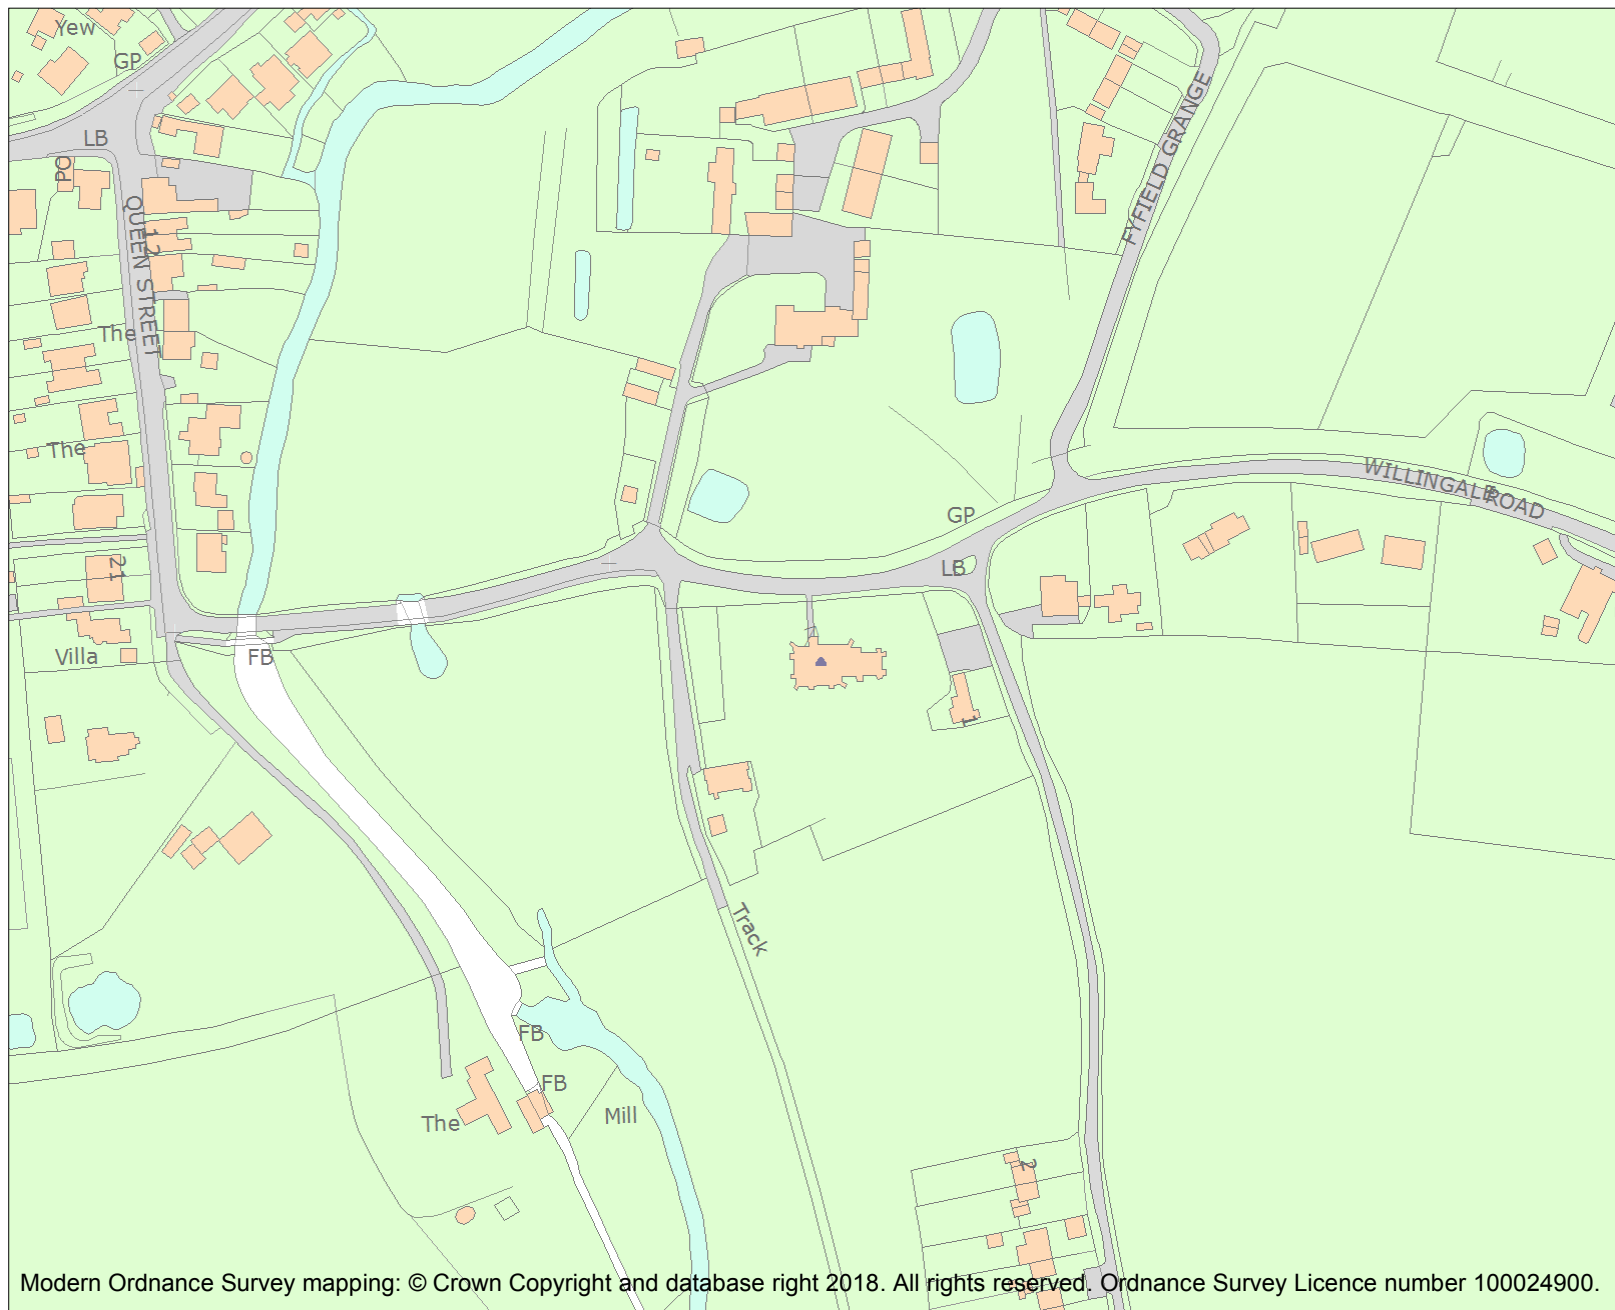 Yew
GP
LB
PO
QUEEN STREET
12
The
The
21
Villa
FB
FYFIELD GRANGE
WILLINGALE ROAD
GP
LB
1
Track
FB
FB
The
Mill
2
Modern Ordnance Survey mapping: © Crown Copyright and database right 2018. All rights reserved. Ordnance Survey Licence number 100024900.